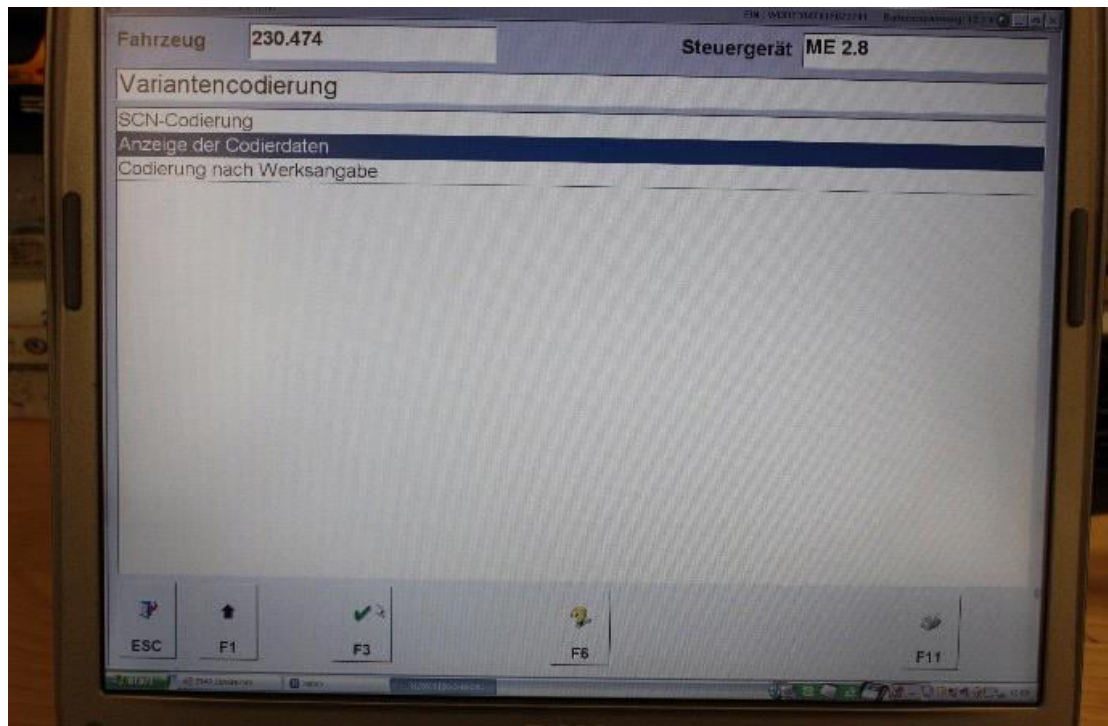 Fahrzeug 230.474 Steuergerät ME 2.8
Variantencodierung
SCN-Codierung
Anzeige der Codierdaten
Codierung nach Werksangabe
ESC F1 F3 F6 F11